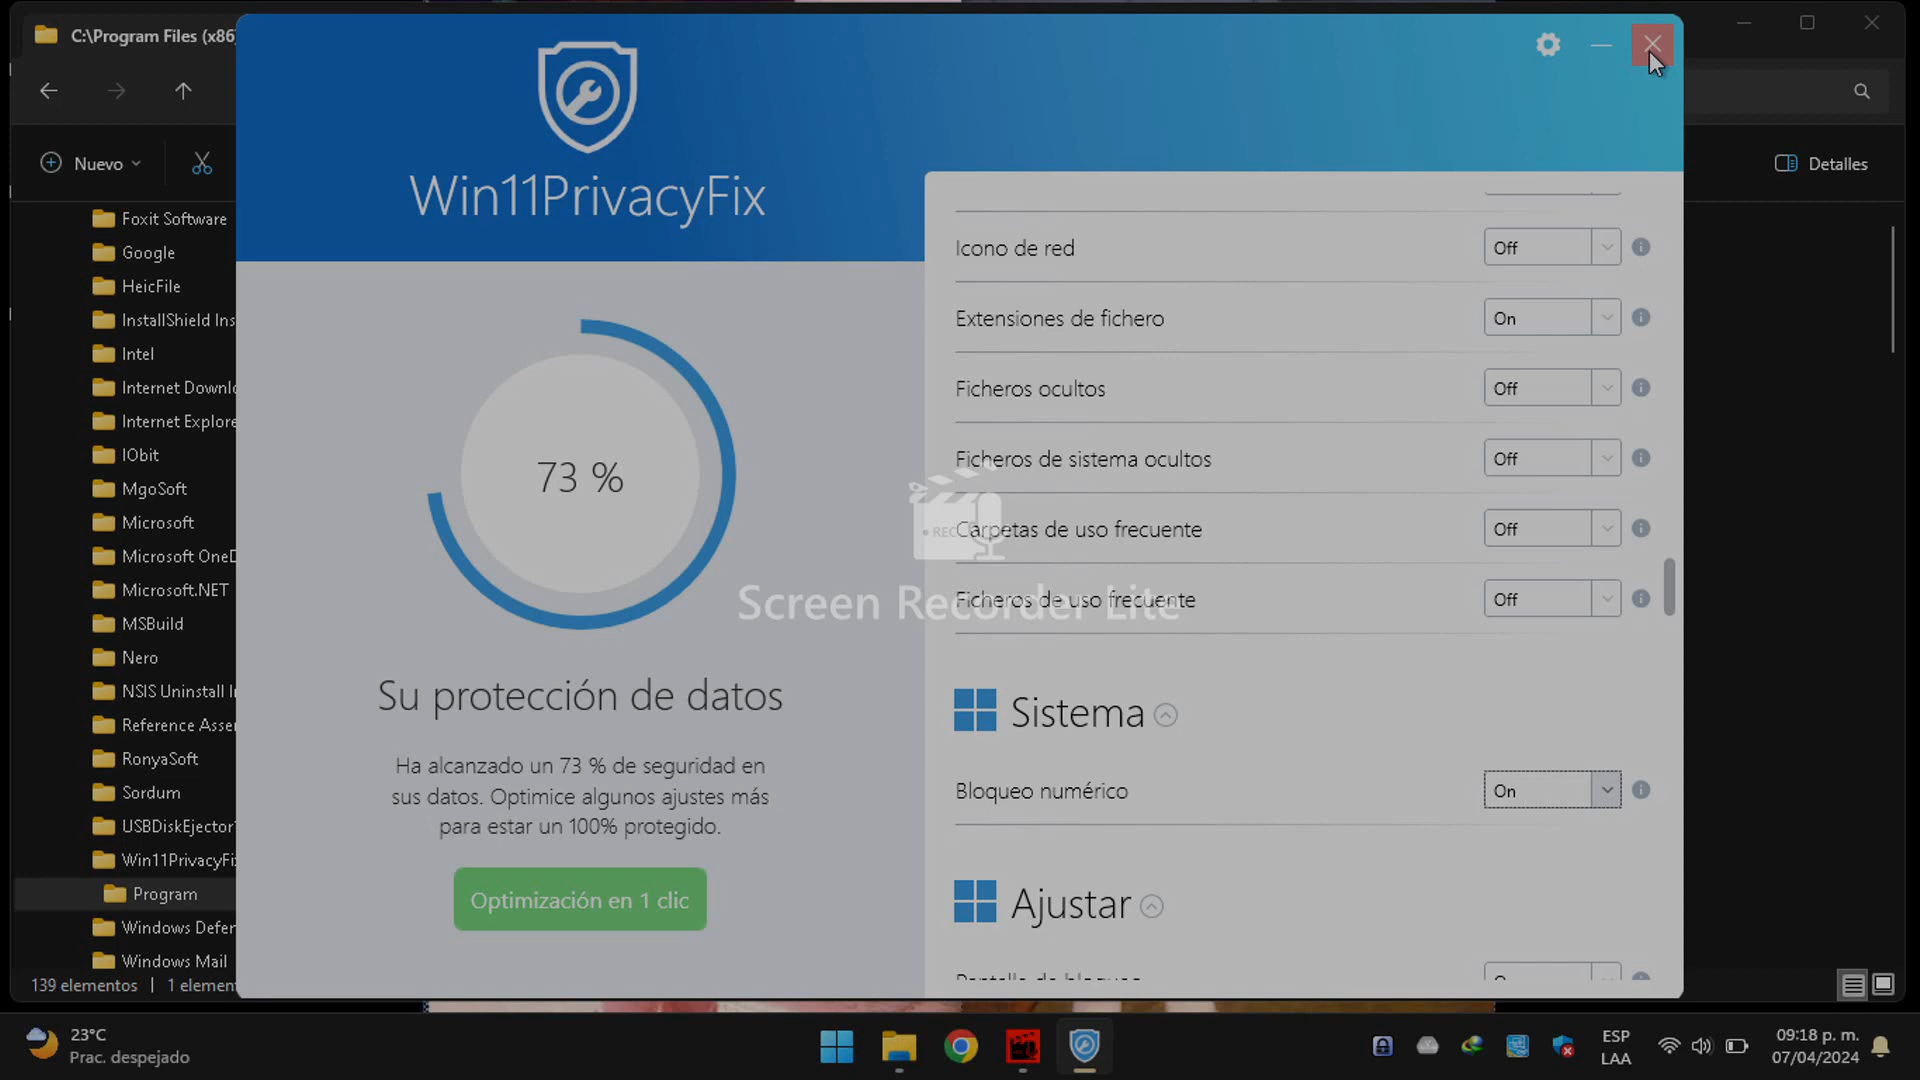 C:\Program Files (x86)
Nuevo
Detalles
Foxit Software
Google
HeicFile
InstallShield Ins
Intel
Internet Downlo
Internet Explore
IObit
MgoSoft
Microsoft
Microsoft OneD
Microsoft.NET
MSBuild
Nero
NSIS Uninstall I
Reference Asse
RonyaSoft
Sordum
USBDiskEjector
Win11PrivacyFix
Program
Windows Defen
Windows Mail
139 elementos
1 element
Win11PrivacyFix
73 %
Su protección de datos
Ha alcanzado un 73 % de seguridad en
sus datos. Optimice algunos ajustes más
para estar un 100% protegido.
Optimización en 1 clic
Icono de red
Off
Extensiones de fichero
On
Ficheros ocultos
Off
Ficheros de sistema ocultos
Off
Carpetas de uso frecuente
Off
Ficheros de uso frecuente
Off
Sistema
Bloqueo numérico
On
Ajustar
REC
Screen Recorder Lite
23°C
Prac. despejado
ESP
LAA
09:18 p. m.
07/04/2024